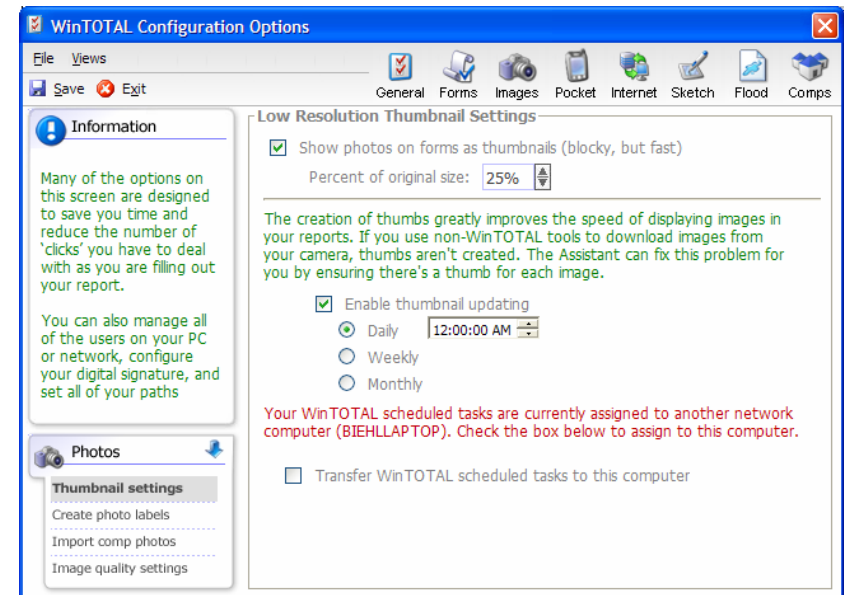 WinTOTAL Configuration Options
File Views
Save Exit
General Forms Images Pocket Internet Sketch Flood Comps
Information
Many of the options on
this screen are designed
to save you time and
reduce the number of
‘clicks’ you have to deal
with as you are filling out
your report.
You can also manage all
of the users on your PC
or network, configure
your digital signature, and
set all of your paths
Photos
Thumbnail settings
Create photo labels
Import comp photos
Image quality settings
Low Resolution Thumbnail Settings
Show photos on forms as thumbnails (blocky, but fast)
Percent of original size: 25%
The creation of thumbs greatly improves the speed of displaying images in
your reports. If you use non-WinTOTAL tools to download images from
your camera, thumbs aren't created. The Assistant can fix this problem for
you by ensuring there's a thumb for each image.
Enable thumbnail updating
Daily 12:00:00 AM
Weekly
Monthly
Your WinTOTAL scheduled tasks are currently assigned to another network
computer (BIEHLLAPTOP). Check the box below to assign to this computer.
Transfer WinTOTAL scheduled tasks to this computer